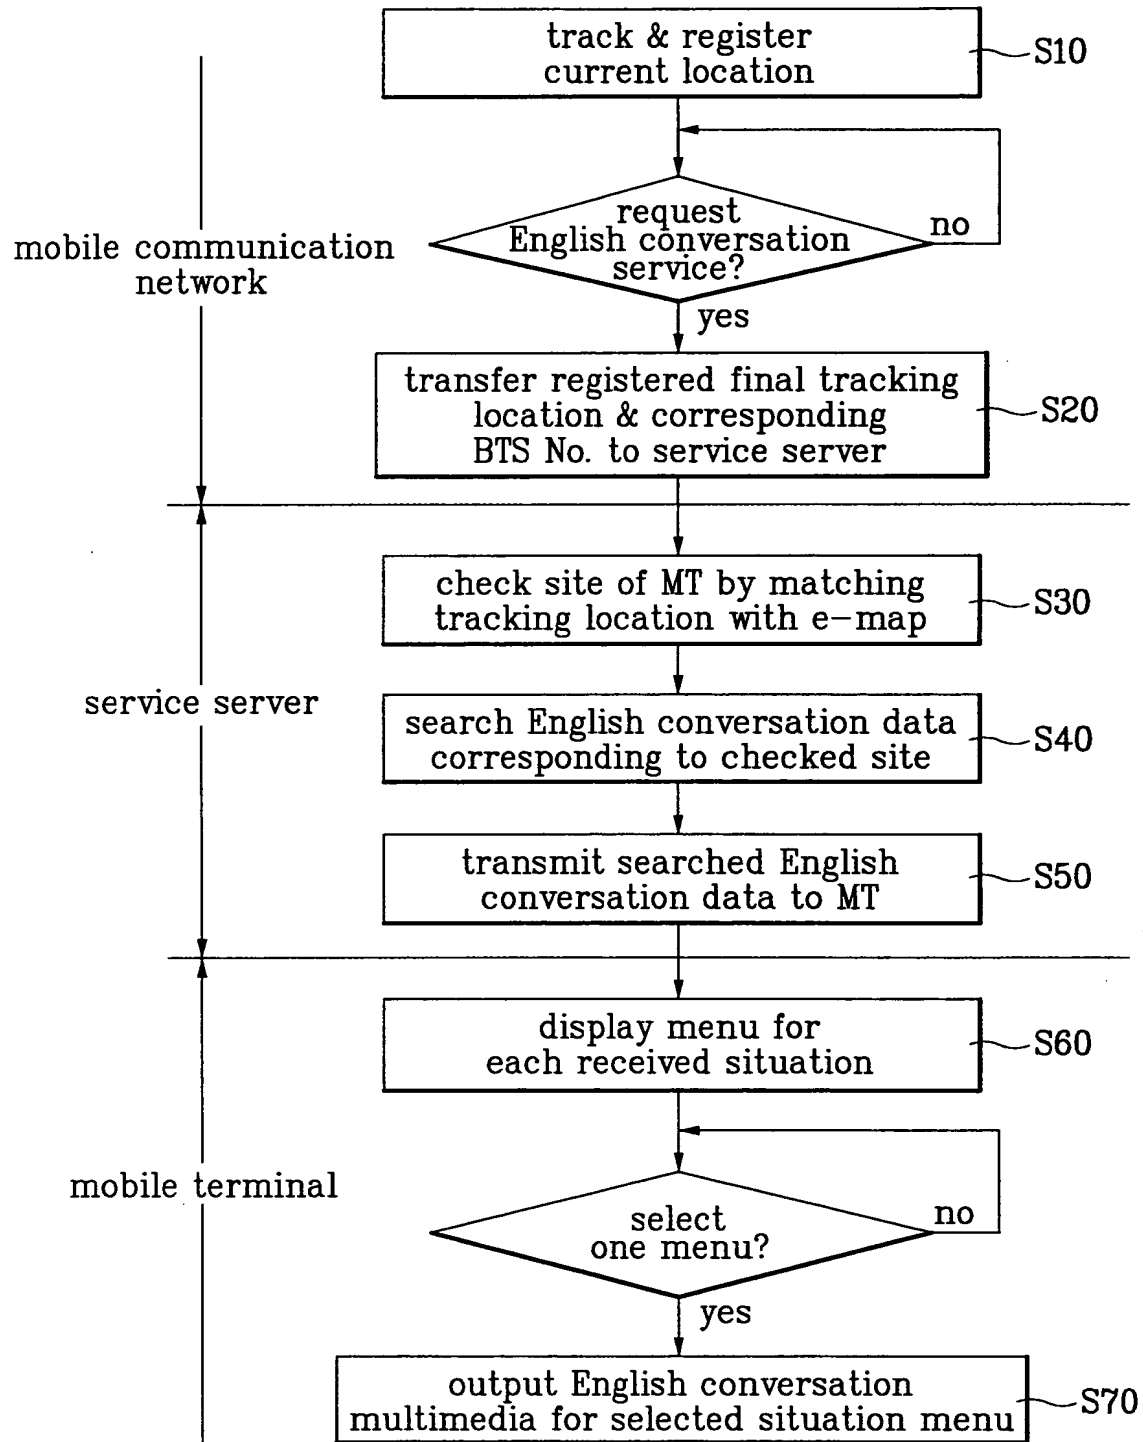 track & register
current location
S10
request
English conversation
service?
no
yes
mobile communication
network
transfer registered final tracking
location & corresponding
BTS No. to service server
S20
check site of MT by matching
tracking location with e-map
S30
service server
search English conversation data
corresponding to checked site
S40
transmit searched English
conversation data to MT
S50
display menu for
each received situation
S60
mobile terminal
select
one menu?
no
yes
output English conversation
multimedia for selected situation menu
S70